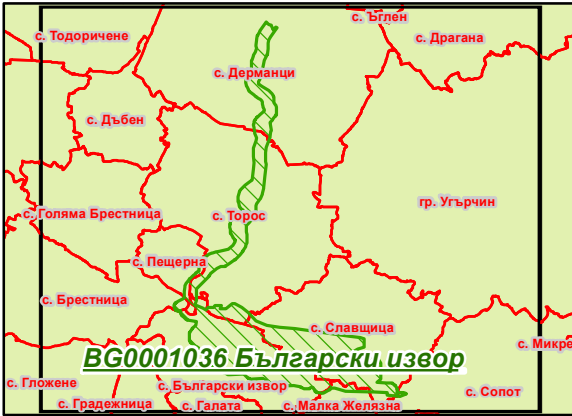 с. Ъглен
с. Тодоричене
с. Драгана
с. Дерманци
с. Дъбен
гр. Угърчин
с. Голяма Брестница
с. Торос
с. Пещерна
с. Брестница
с. Славщица
с. Микре
BG0001036 Български извор
с. Гложене
с. Български извор
с. Сопот
с. Градежница
с. Галата
с. Малка Желязна